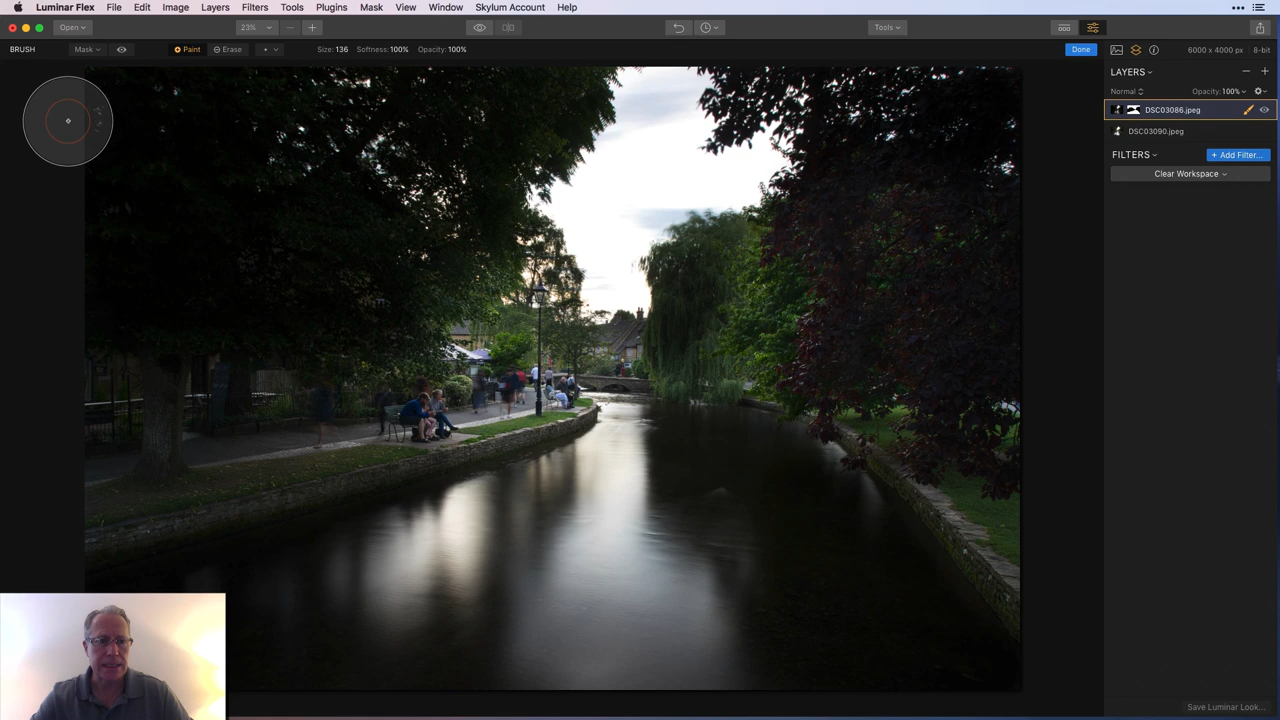 Luminar Flex File Edit Image Layers Filters Tools Plugins Mask View Window Skylum Account Help
Open 23% Tools
BRUSH Mask Paint Erase Size: 136 Softness: 100% Opacity: 100% Done 6000 x 4000 px 8-bit
LAYERS
Normal Opacity: 100%
DSC03086.jpeg
DSC03090.jpeg
FILTERS + Add Filter...
Clear Workspace
Save Luminar Look...